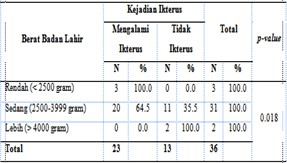 Berat Badan Lahir Kejadian Ikterus Total p-value
Mengalami Ikterus Tidak Ikterus
N % N % N %
Rendah (< 2500 gram) 3 100.0 0 0.0 3 100.0 0.018
Sedang (2500-3999 gram) 20 64.5 11 35.5 31 100.0
Lebih (> 4000 gram) 0 0.0 2 100.0 2 100.0
Total 23 13 36